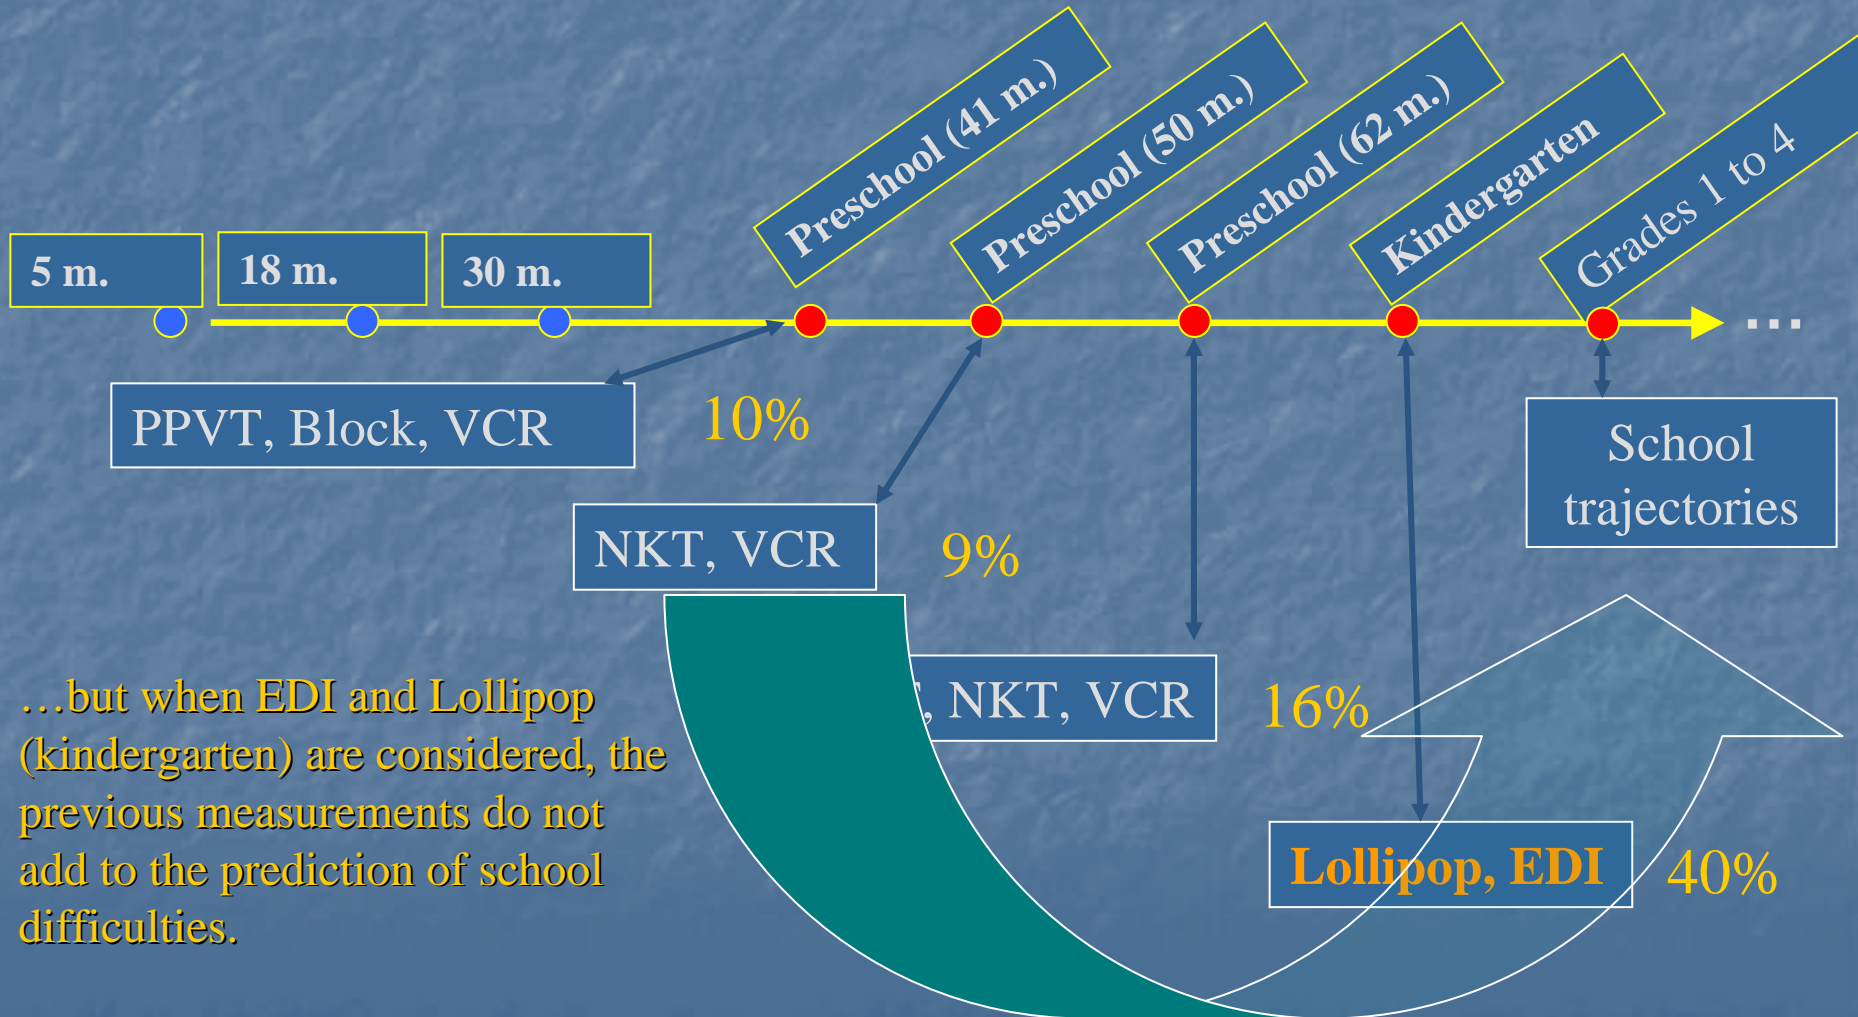 Preschool (41 m.)
Preschool (50 m.)
Preschool (62 m.)
Kindergarten
Grades 1 to 4
5 m.
18 m.
30 m.
...
PPVT, Block, VCR
10%
School
trajectories
NKT, VCR
9%
, NKT, VCR
16%
…but when EDI and Lollipop
(kindergarten) are considered, the
previous measurements do not
add to the prediction of school
difficulties.
Lollipop, EDI
40%